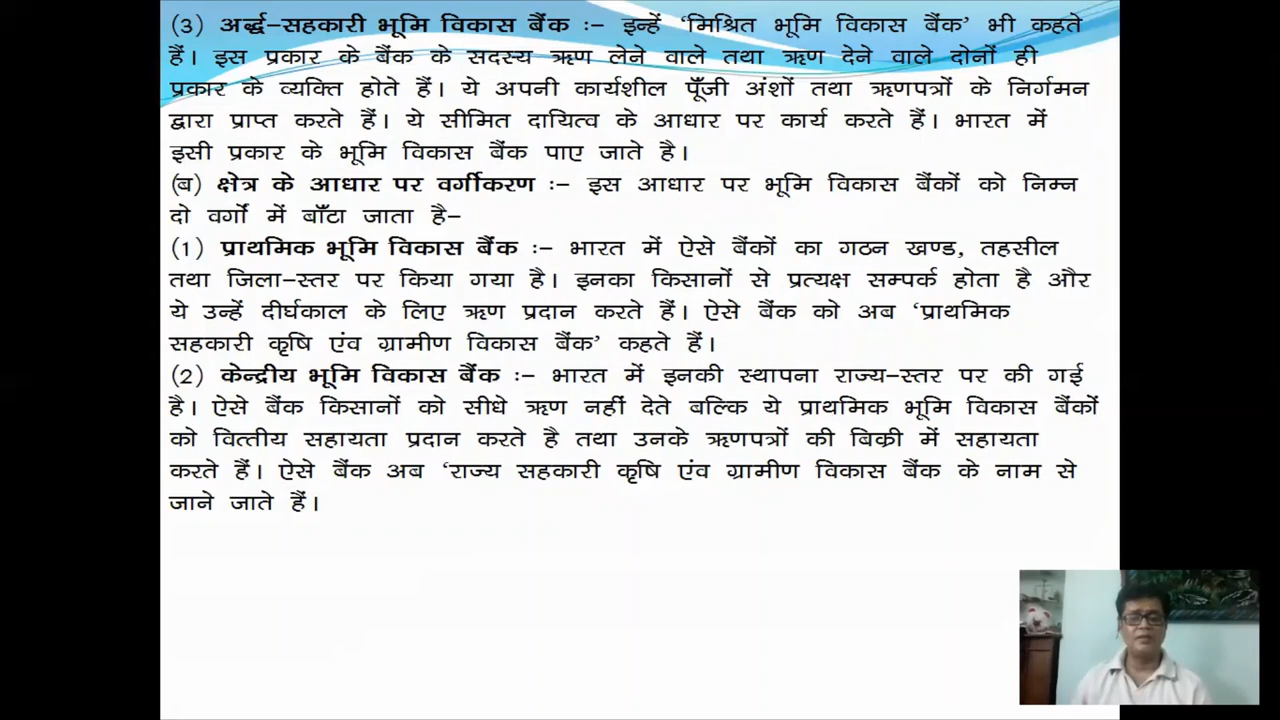 (3) अर्द्ध-सहकारी भूमि विकास बैंक :- इन्हें ‘मिश्रित भूमि विकास बैंक’ भी कहते
हैं। इस प्रकार के बैंक के सदस्य ऋण लेने वाले तथा ऋण देने वाले दोनों ही
प्रकार के व्यक्ति होते हैं। ये अपनी कार्यशील पूँजी अंशों तथा ऋणपत्रों के निर्गमन
द्वारा प्राप्त करते हैं। ये सीमित दायित्व के आधार पर कार्य करते हैं। भारत में
इसी प्रकार के भूमि विकास बैंक पाए जाते है।
(ब) क्षेत्र के आधार पर वर्गीकरण :- इस आधार पर भूमि विकास बैंकों को निम्न
दो वर्गों में बाँटा जाता है-
(1) प्राथमिक भूमि विकास बैंक :- भारत में ऐसे बैंकों का गठन खण्ड, तहसील
तथा जिला-स्तर पर किया गया है। इनका किसानों से प्रत्यक्ष सम्पर्क होता है और
ये उन्हें दीर्घकाल के लिए ऋण प्रदान करते हैं। ऐसे बैंक को अब ‘प्राथमिक
सहकारी कृषि एंव ग्रामीण विकास बैंक’ कहते हैं।
(2) केन्द्रीय भूमि विकास बैंक :- भारत में इनकी स्थापना राज्य-स्तर पर की गई
है। ऐसे बैंक किसानों को सीधे ऋण नहीं देते बल्कि ये प्राथमिक भूमि विकास बैंकों
को वित्तीय सहायता प्रदान करते है तथा उनके ऋणपत्रों की बिक्री में सहायता
करते हैं। ऐसे बैंक अब ‘राज्य सहकारी कृषि एंव ग्रामीण विकास बैंक के नाम से
जाने जाते हैं।